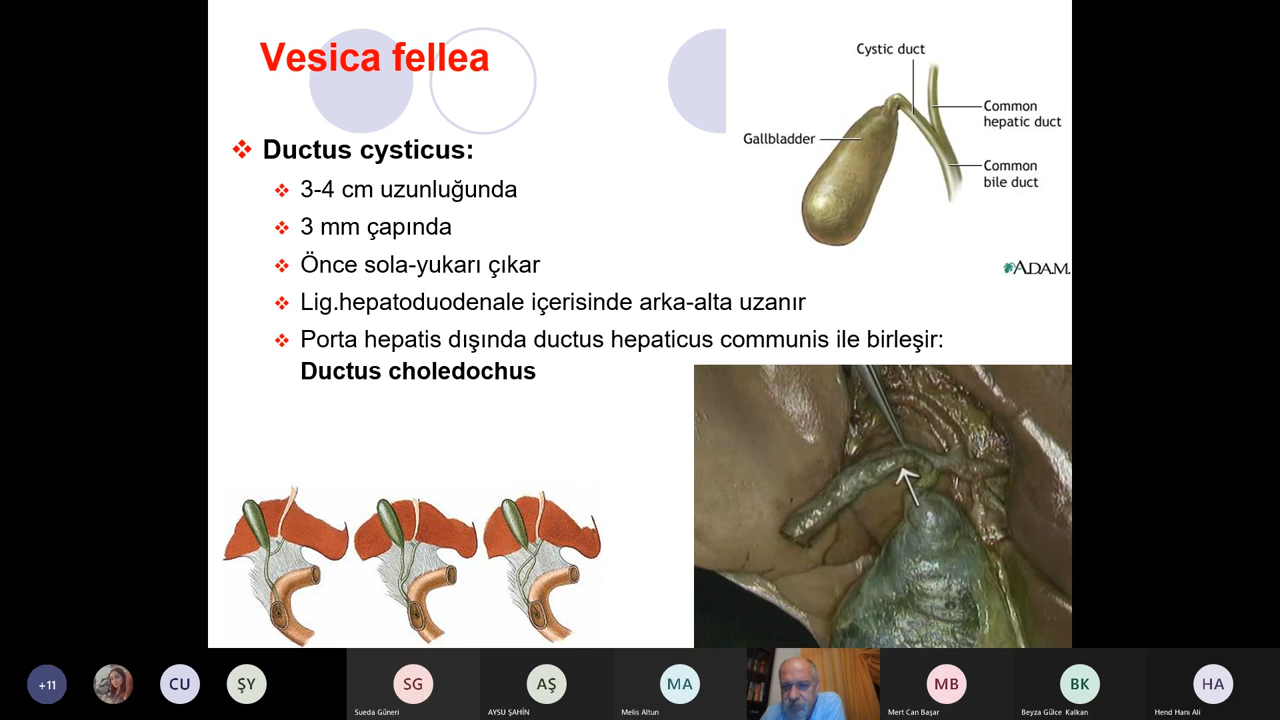 Vesica fellea
Ductus cysticus:
3-4 cm uzunluğunda
3 mm çapında
Önce sola-yukarı çıkar
Lig.hepatoduodenale içerisinde arka-alta uzanır
Porta hepatis dışında ductus hepaticus communis ile birleşir:
Ductus choledochus
Cystic duct
Common
hepatic duct
Gallbladder
Common
bile duct
ADAM.
+11
CU
ŞY
SG
Sueda Güneri
AŞ
AYSU ŞAHİN
MA
Melis Altun
MB
Mert Can Başar
BK
Beyza Gülce Kalkan
HA
Hend Hanı Ali